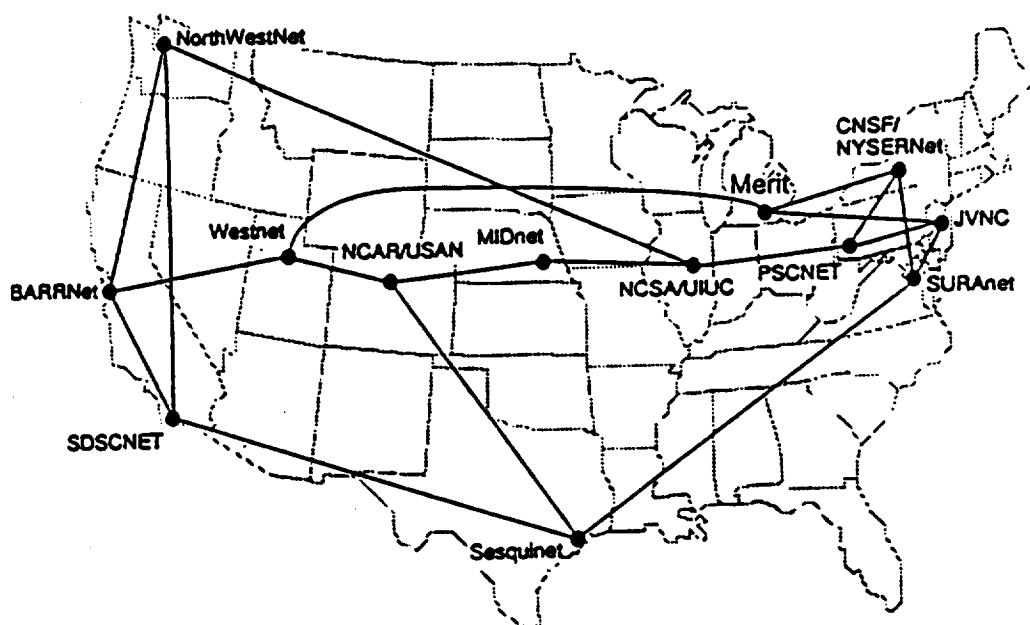 NorthWestNet
CNSF/
NYSERNet
Merit
Westnet
NCAR/USAN
MIDnet
JVNC
BARRNet
NCSA/UIUC
PSCNET
SURAnet
SDSCNET
Sesquinet